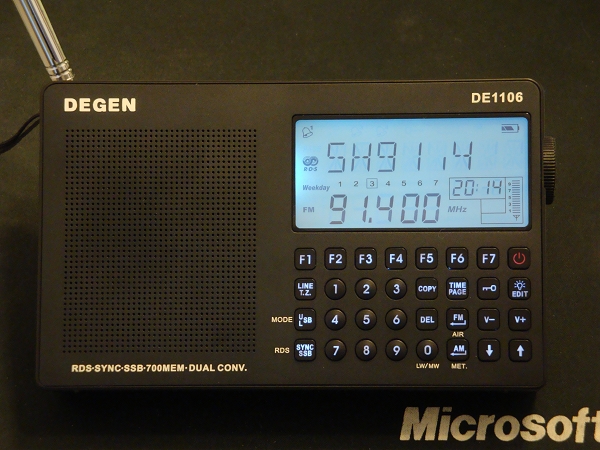 DEGEN
DE1106
RDS
SH91.4
Weekday 1 2 3 4 5 6 7
20:14
FM 91.400 MHz
F1 F2 F3 F4 F5 F6 F7
LINE T.Z. 1 2 3 COPY TIME PAGE EDIT
MODE U L SB 4 5 6 DEL FM V- V+
AIR
RDS SYNC SSB 7 8 9 0 AM
LW/MW MET.
RDS·SYNC·SSB·700MEM·DUAL CONV.
Microsoft